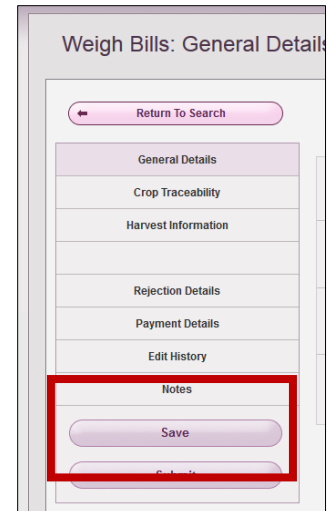 Weigh Bills: General Details
Return To Search
General Details
Crop Traceability
Harvest Information
Rejection Details
Payment Details
Edit History
Notes
Save
Submit